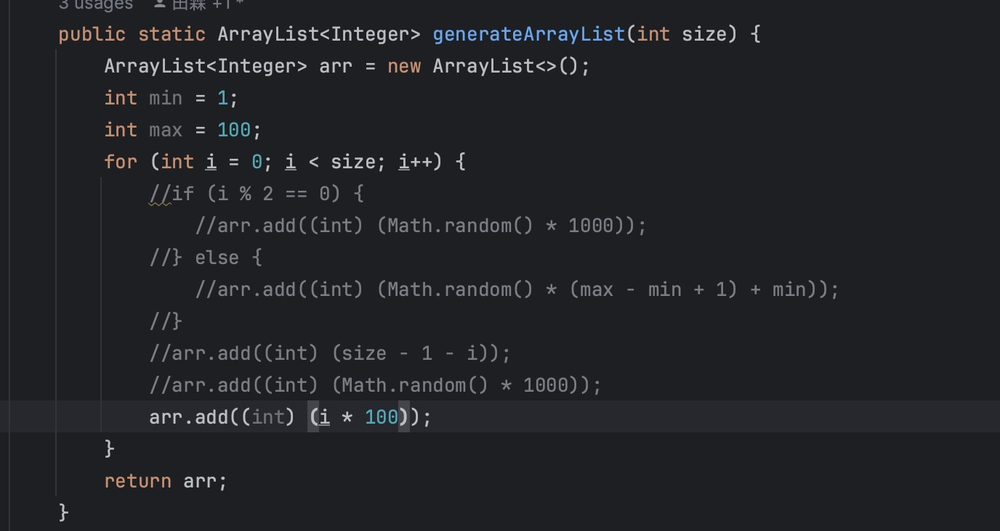 3 usages 田霖 +1 *
public static ArrayList<Integer> generateArrayList(int size) {
ArrayList<Integer> arr = new ArrayList<>();
int min = 1;
int max = 100;
for (int i = 0; i < size; i++) {
//if (i % 2 == 0) {
//arr.add((int) (Math.random() * 1000));
//} else {
//arr.add((int) (Math.random() * (max - min + 1) + min));
//}
//arr.add((int) (size - 1 - i));
//arr.add((int) (Math.random() * 1000));
arr.add((int) (i * 100));
}
return arr;
}